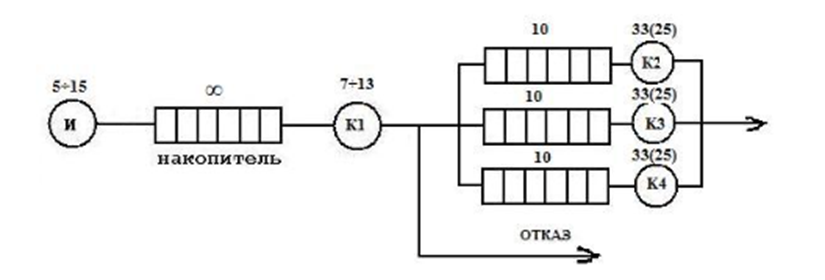 5÷15
И
∞
накопитель
7÷13
К1
10
33(25)
К2
10
33(25)
К3
10
33(25)
К4
ОТКАЗ